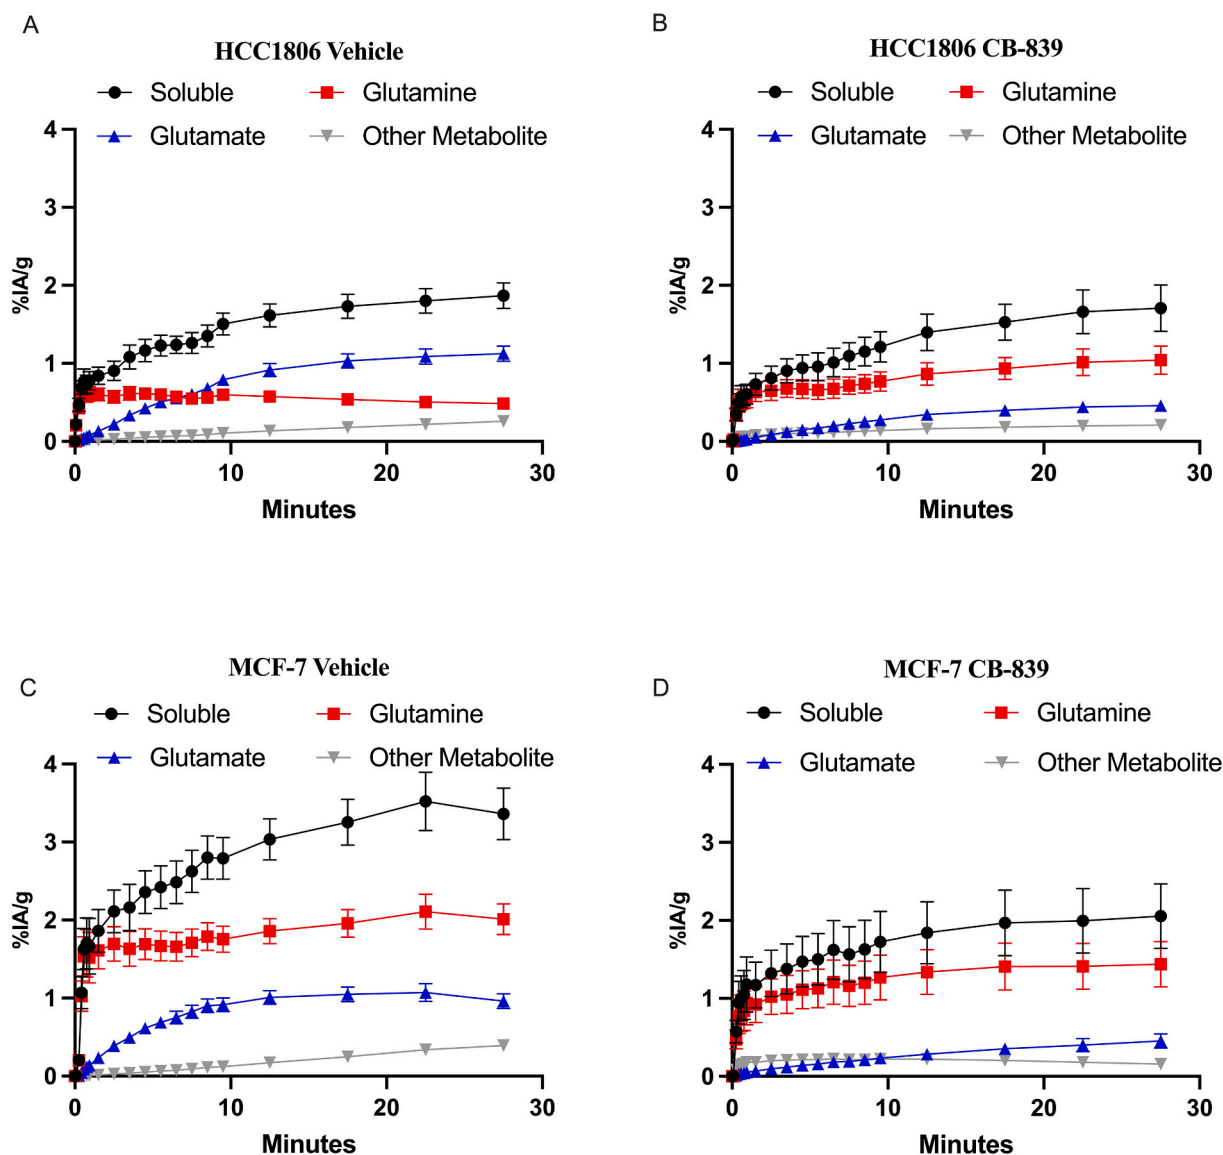 A
HCC1806 Vehicle
Soluble
Glutamine
Glutamate
Other Metabolite
4
3
2
1
0
%IA/g
0
10
20
30
Minutes
B
HCC1806 CB-839
Soluble
Glutamine
Glutamate
Other Metabolite
4
3
2
1
0
%IA/g
0
10
20
30
Minutes
C
MCF-7 Vehicle
Soluble
Glutamine
Glutamate
Other Metabolite
4
3
2
1
0
%IA/g
0
10
20
30
Minutes
D
MCF-7 CB-839
Soluble
Glutamine
Glutamate
Other Metabolite
4
3
2
1
0
%IA/g
0
10
20
30
Minutes